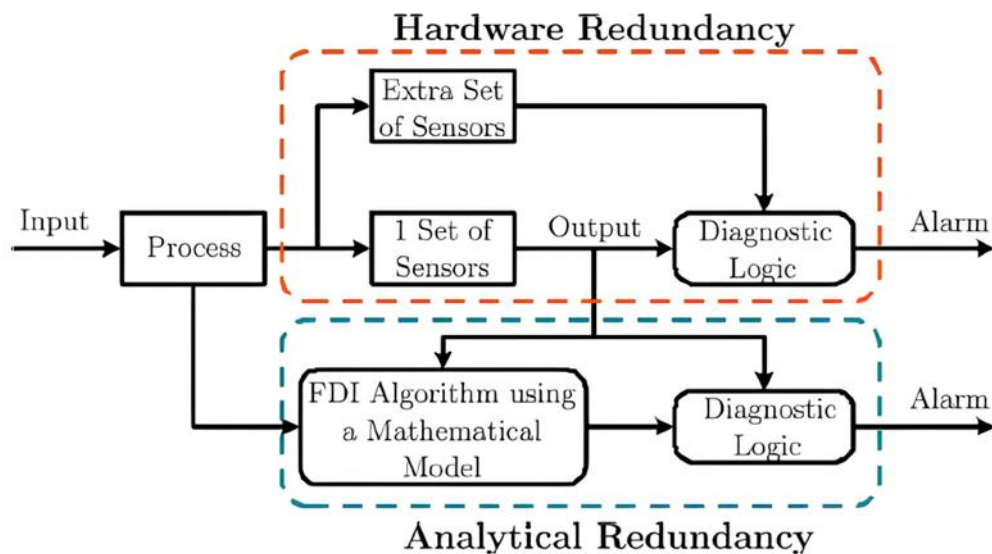 Hardware Redundancy
Extra Set
of Sensors
Input
Process
1 Set of
Sensors
Output
Diagnostic
Logic
Alarm
FDI Algorithm using
a Mathematical
Model
Diagnostic
Logic
Alarm
Analytical Redundancy